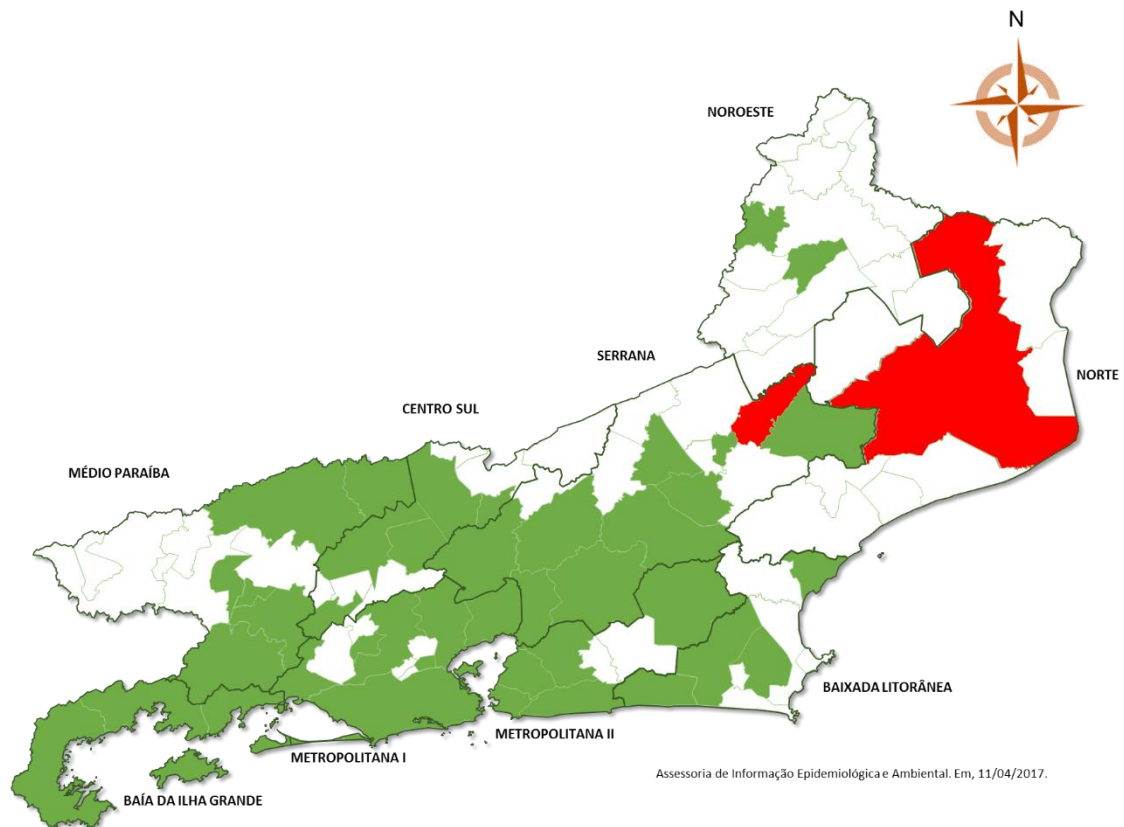 N
NOROESTE
SERRANA
NORTE
CENTRO SUL
MÉDIO PARAÍBA
BAIXADA LITORÂNEA
METROPOLITANA II
METROPOLITANA I
Assessoria de Informação Epidemiológica e Ambiental. Em, 11/04/2017.
BAÍA DA ILHA GRANDE